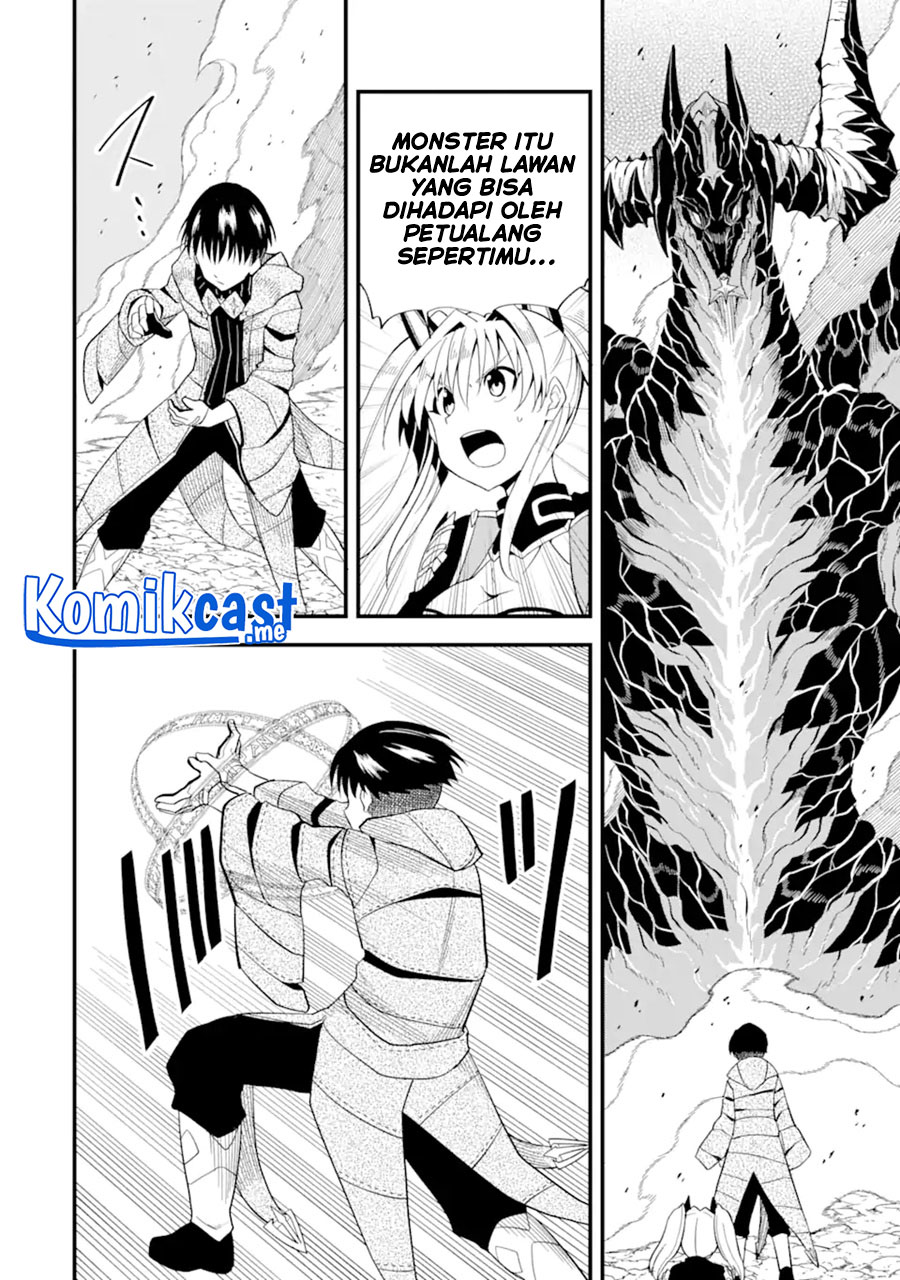 MONSTER ITU
BUKANLAH LAWAN
YANG BISA
DIHADAPI OLEH
PETUALANG
SEPERTIMU...
Komikcast
.me